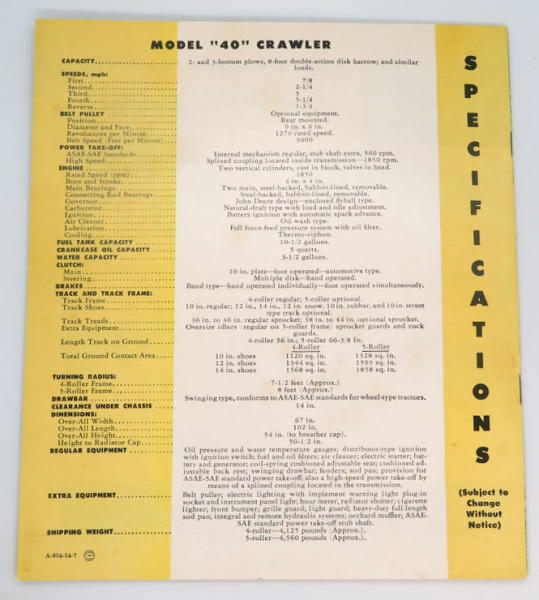 MODEL "40" CRAWLER
CAPACITY 2- and 3-bottom plows, 8-foot double-action disk harrow; and similar
loads.
SPEEDS, mph:
First 7/8
Second 2-1/4
Third 3
Fourth 5-1/4
Reverse 1-3/4
BELT PULLEY Optional equipment.
Position Rear mounted.
Diameter and Face 9 in. x 6 in.
Revolutions per Minute 1270 rated speed.
Belt Speed (Feet per Minute) 3000
POWER TAKE-OFF:
ASAE-SAE Standards Internal mechanism regular, stub shaft extra, 560 rpm.
High Speed Splined coupling located inside transmission—1850 rpm.
ENGINE Two vertical cylinders, cast in block, valves in head.
Rated Speed (rpm) 1850
Bore and Stroke 4 in. x 4 in.
Main Bearings Two main, steel-backed, babbitt-lined, removable.
Connecting Rod Bearings Steel-backed, babbitt-lined, removable.
Governor John Deere design—enclosed flyball type.
Carburetor Natural-draft type with load and idle adjustment.
Ignition Battery ignition with automatic spark advance.
Air Cleaner Oil wash type.
Lubrication Full force-feed pressure system with oil filter.
Cooling Thermo-siphon.
FUEL TANK CAPACITY 10-1/2 gallons.
CRANKCASE OIL CAPACITY 5 quarts.
WATER CAPACITY 3-1/2 gallons.
CLUTCH:
Main 10 in. plate—foot operated—automotive type.
Steering Multiple disk—hand operated.
BRAKES Band type—hand operated individually—foot operated simultaneously.
TRACK AND TRACK FRAME:
Track Frame 4-roller regular; 5-roller optional.
Track Shoes 10 in. regular; 12 in., 14 in., 12 in. snow, 10 in. rubber, and 10 in. street
type track optional.
Track Treads 36 in. to 46 in. regular sprocket; 38 in. to 44 in. optional sprocket.
Extra Equipment Oversize idlers (regular on 5-roller frame) sprocket guards and rock
guards.
Length Track on Ground 4-roller 56 in.; 5-roller 66-3/8 In.
4-Roller 5-Roller
Total Ground Contact Area 10 in. shoes 1120 sq. in. 1328 sq. in.
12 in. shoes 1344 sq. in. 1593 sq. in.
14 in. shoes 1568 sq. in. 1858 sq. in.
TURNING RADIUS:
4-Roller Frame 7-1/2 feet (Approx.)
5-Roller Frame 8 feet (Approx.)
DRAWBAR Swinging type, conforms to ASAE-SAE standards for wheel-type tractors.
CLEARANCE UNDER CHASSIS 14 in.
DIMENSIONS:
Over-All Width 67 in.
Over-All Length 102 in.
Over-All Height 54 in. (to breather cap).
Height to Radiator Cap 50-1/2 in.
REGULAR EQUIPMENT Oil pressure and water temperature gauges; distributor-type ignition
with ignition switch; fuel and oil filters; air cleaner; electric starter; bat-
tery and generator; coil-spring cushioned adjustable seat; cushioned ad-
justable back rest; swinging drawbar; fenders; sod pan; provision for
ASAE-SAE standard power take-off; also a high-speed power take-off by
means of a splined coupling located in the transmission.
EXTRA EQUIPMENT Belt pulley; electric lighting with implement warning light plug-in
socket and instrument panel light; hour meter, radiator shutter; cigarette
lighter; front bumper; grille guard; light guard; heavy-duty full-length
sod pan; integral and remote hydraulic systems; orchard muffler; ASAE-
SAE standard power take-off stub shaft.
SHIPPING WEIGHT 4-roller—4,125 pounds (Approx.).
5-roller—4,560 pounds (Approx.).
A-854-54-7
SPECIFICATIONS
(Subject to
Change
Without
Notice)